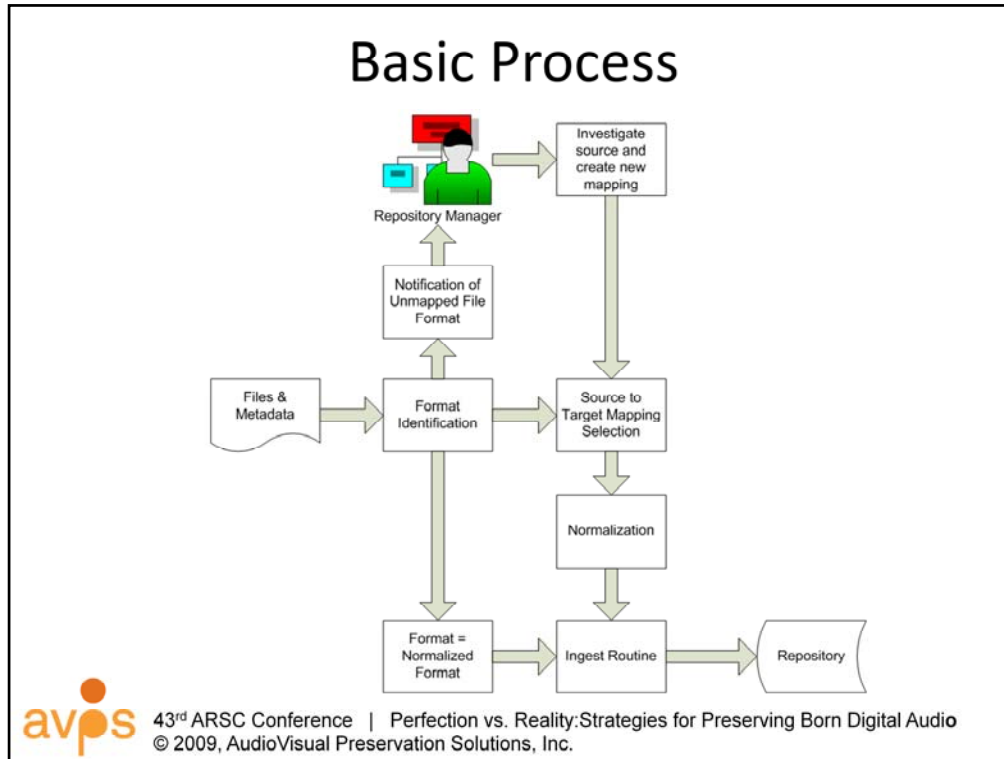 Basic Process
Investigate
source and
create new
mapping
Repository Manager
Notification of
Unmapped File
Format
Files &
Metadata
Format
Identification
Source to
Target Mapping
Selection
Normalization
Format =
Normalized
Format
Ingest Routine
Repository
avps
43rd ARSC Conference | Perfection vs. Reality:Strategies for Preserving Born Digital Audio
© 2009, AudioVisual Preservation Solutions, Inc.